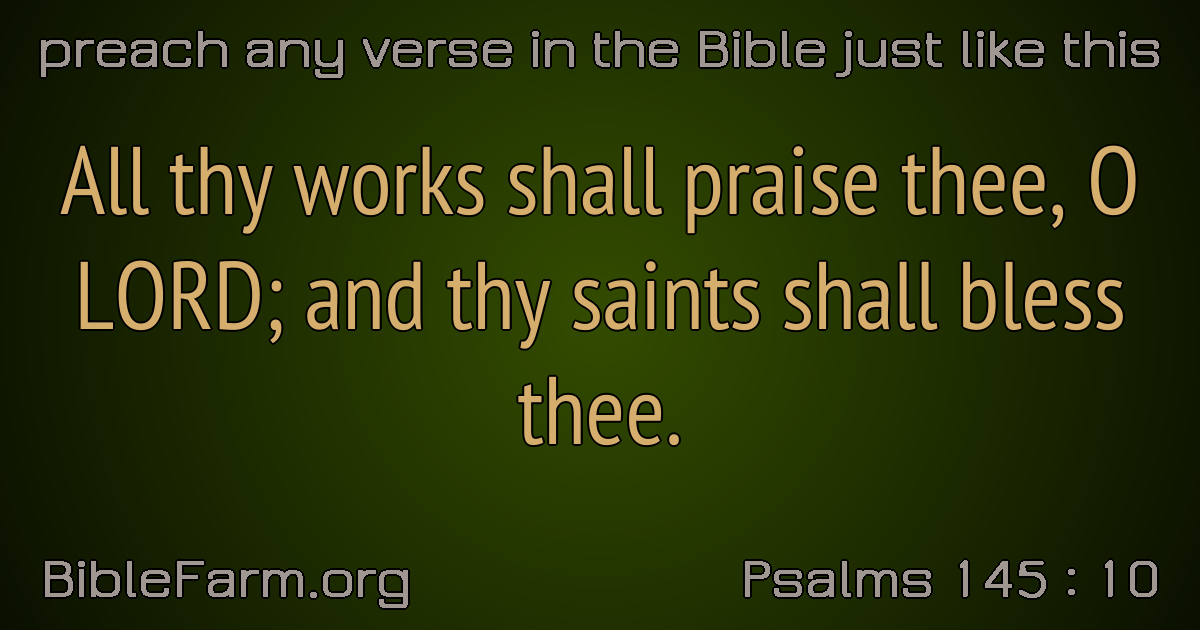 preach any verse in the Bible just like this
All thy works shall praise thee, O
LORD; and thy saints shall bless
thee.
BibleFarm.org
Psalms 145 : 10